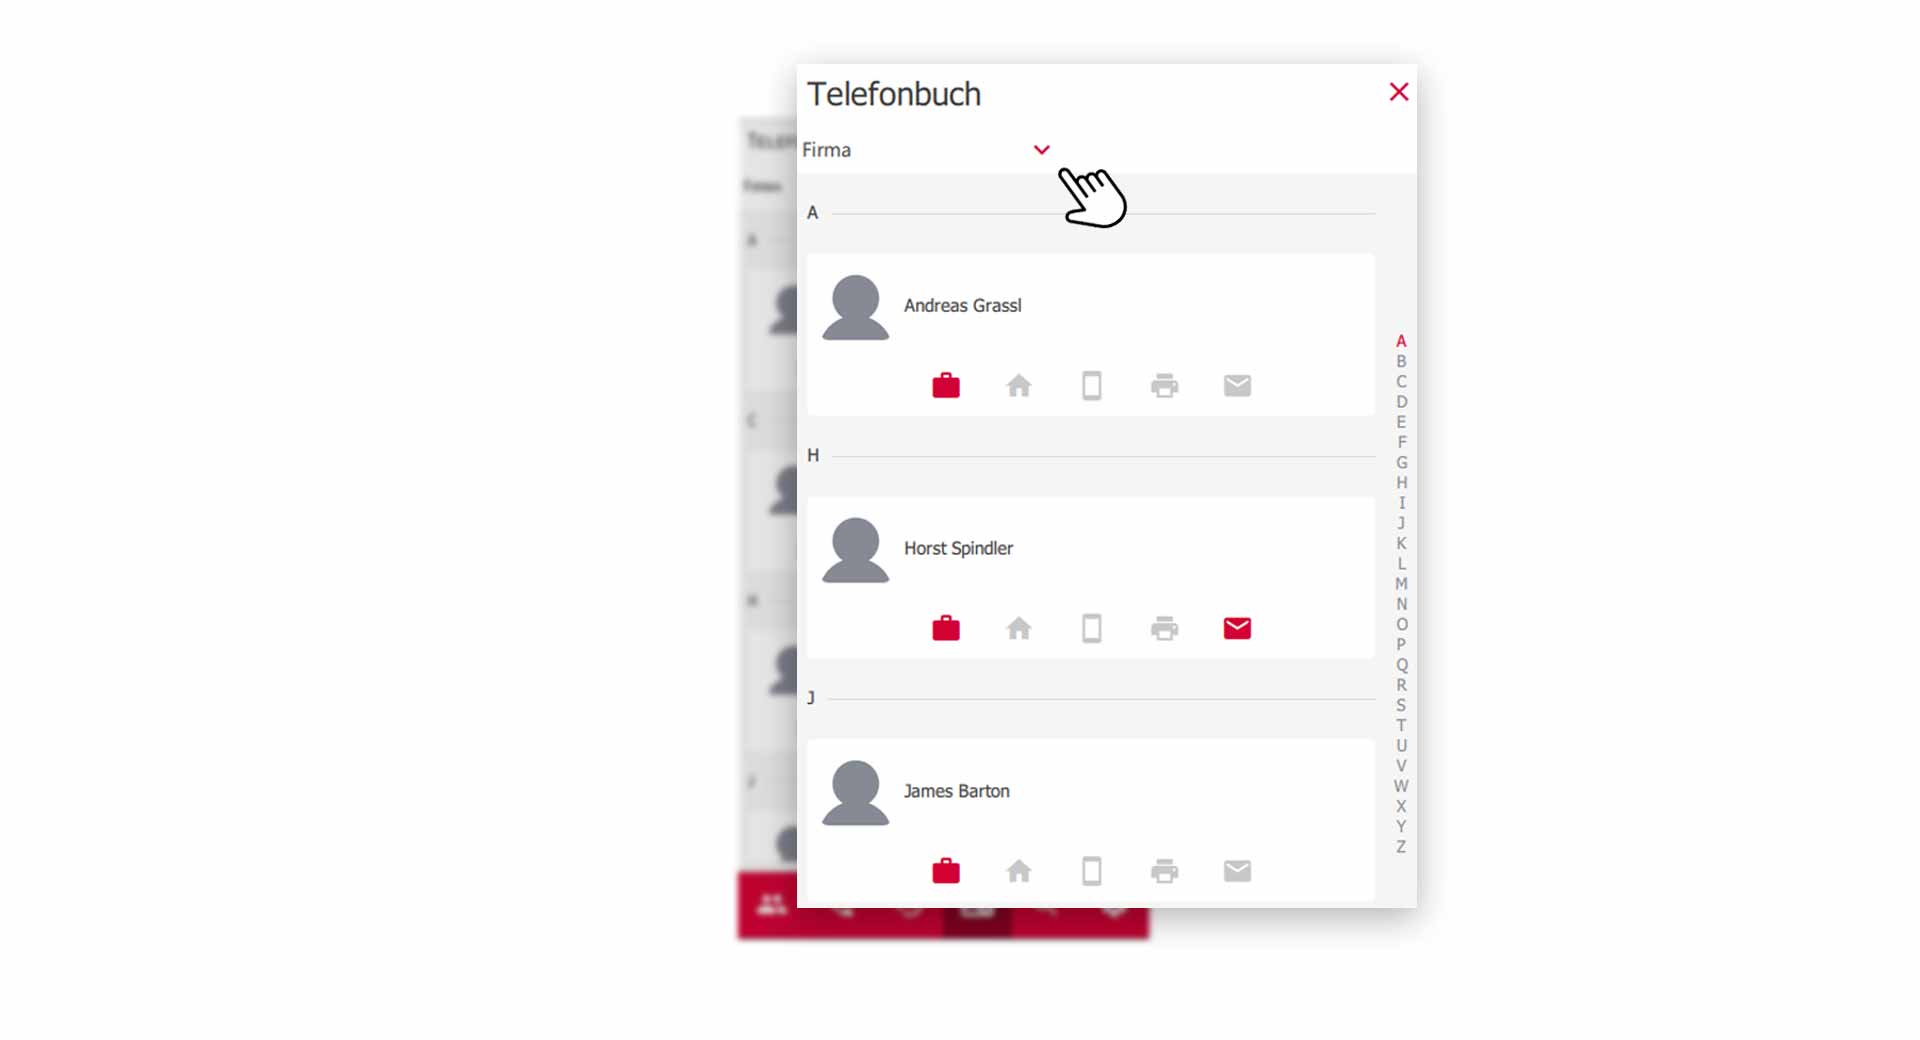 Telefonbuch
Firma
A
Andreas Grassl
H
Horst Spindler
J
James Barton
A
B
C
D
E
F
G
H
I
J
K
L
M
N
O
P
Q
R
S
T
U
V
W
X
Y
Z